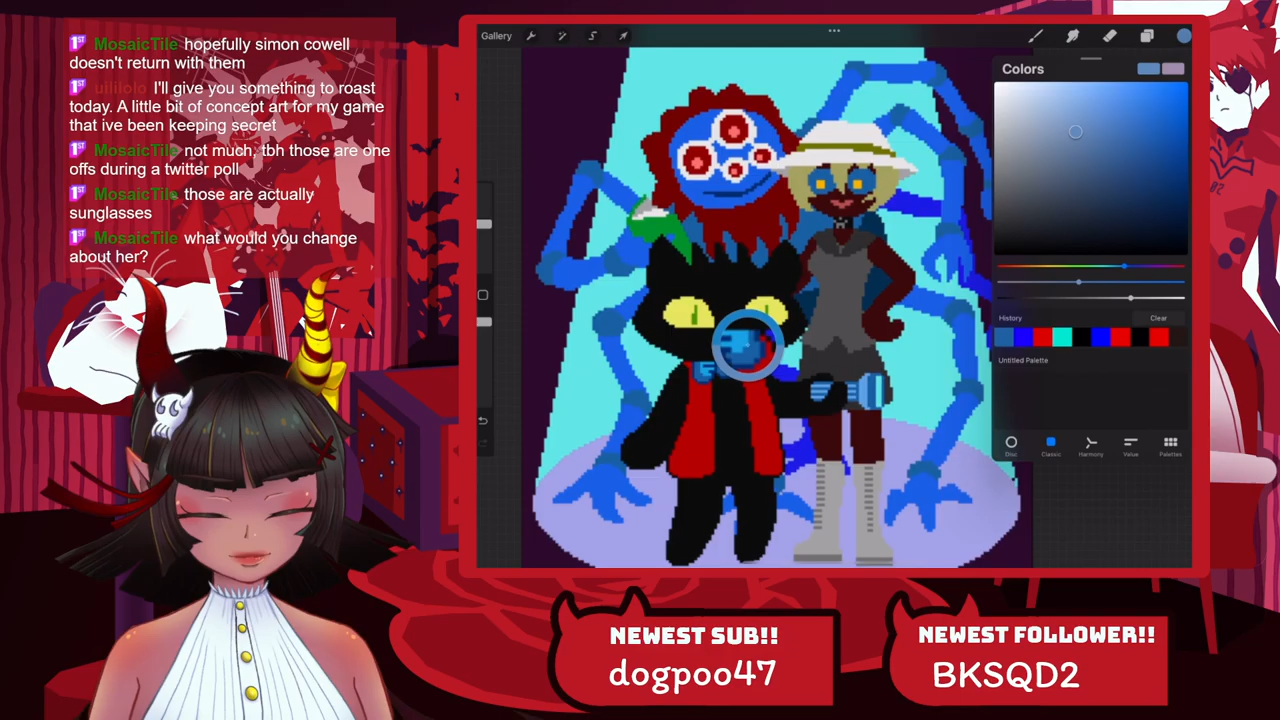 MosaicTile hopefully simon cowell
doesn't return with them
uililolo I'll give you something to roast
today. A little bit of concept art for my game
that ive been keeping secret
MosaicTile not much, tbh those are one
offs during a twitter poll
MosaicTile those are actually
sunglasses
MosaicTile what would you change
about her?
Gallery
Colors
History
Clear
Untitled Palette
Disc Classic Harmony Value Palettes
NEWEST SUB!!
dogpoo47
NEWEST FOLLOWER!!
BKSQD2